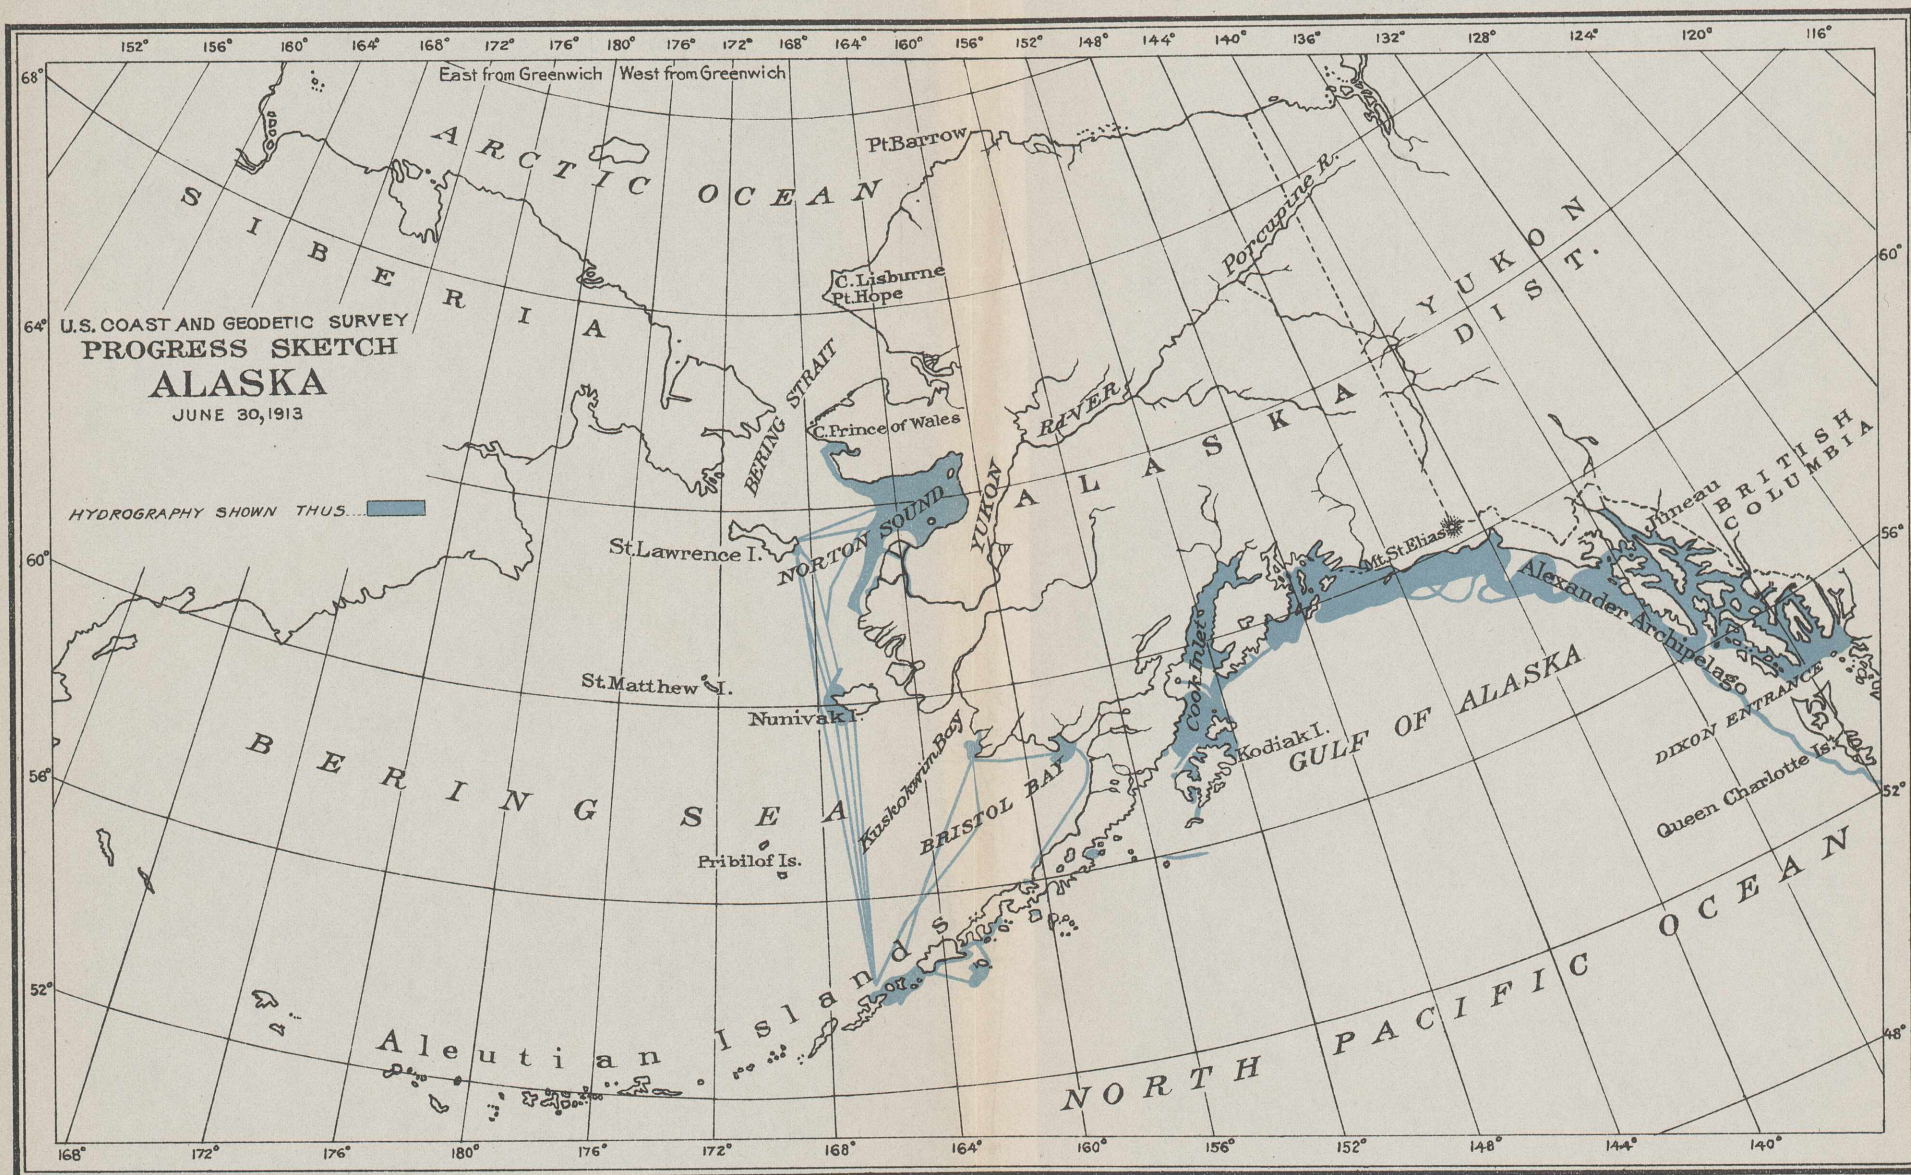 152° 156° 160° 164° 168° 172° 176° 180° 176° 172° 168° 164° 160° 156° 152° 148° 144° 140° 136° 132° 128° 124° 120° 116°
68°
East from Greenwich West from Greenwich
ARCTIC OCEAN
Pt.Barrow
SIBERIA
Porcupine R.
YUKON
DIST.
60°
C.Lisburne
Pt.Hope
64°
U.S. COAST AND GEODETIC SURVEY
PROGRESS SKETCH
ALASKA
JUNE 30,1913
BERING STRAIT
C.Prince of Wales
YUKON RIVER
ALASKA
BRITISH
COLUMBIA
HYDROGRAPHY SHOWN THUS
NORTON SOUND
St.Lawrence I.
Juneau
Mt.St.Elias
56°
60°
Alexander Archipelago
St.Matthew I.
Nunivak I.
Cook Inlet
Kodiak I.
GULF OF ALASKA
DIXON ENTRANCE
Queen Charlotte Is.
52°
56°
BERING SEA
Kuskokwim Bay
BRISTOL BAY
Pribilof Is.
52°
Aleutian Islands
NORTH PACIFIC OCEAN
48°
168° 172° 176° 180° 176° 172° 168° 164° 160° 156° 152° 148° 144° 140°